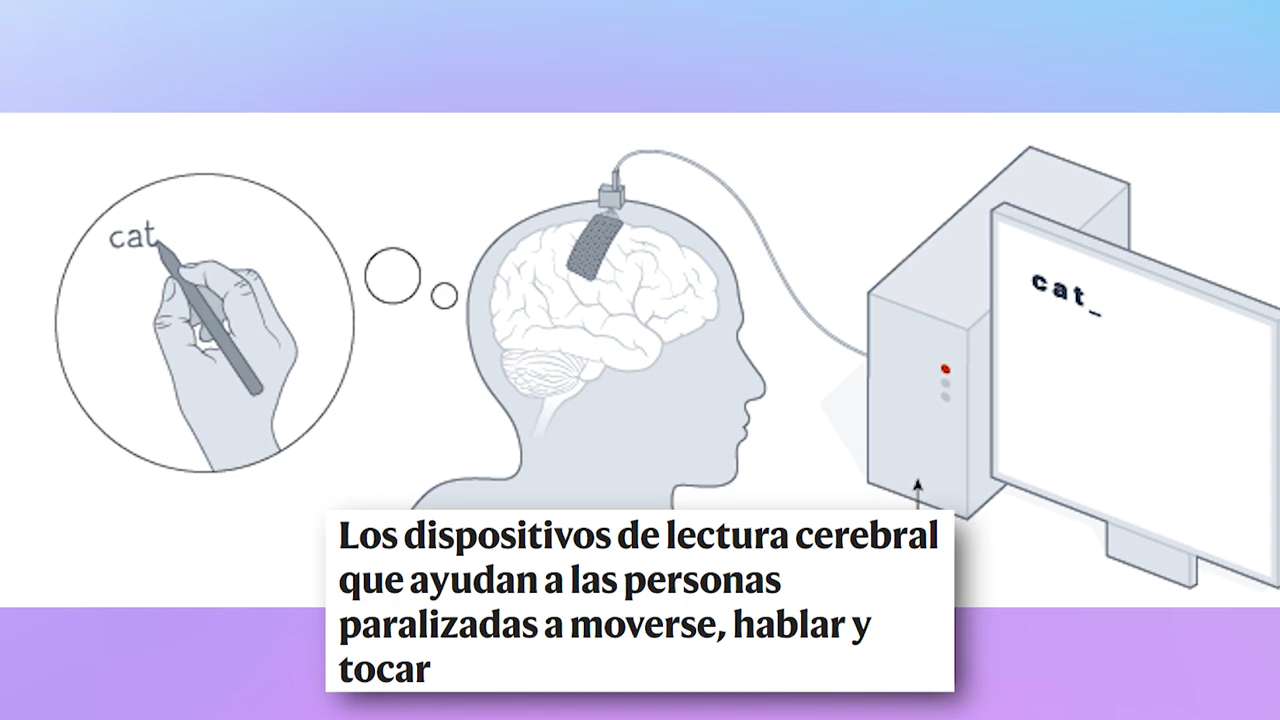 cat
cat_
Los dispositivos de lectura cerebral
que ayudan a las personas
paralizadas a moverse, hablar y
tocar